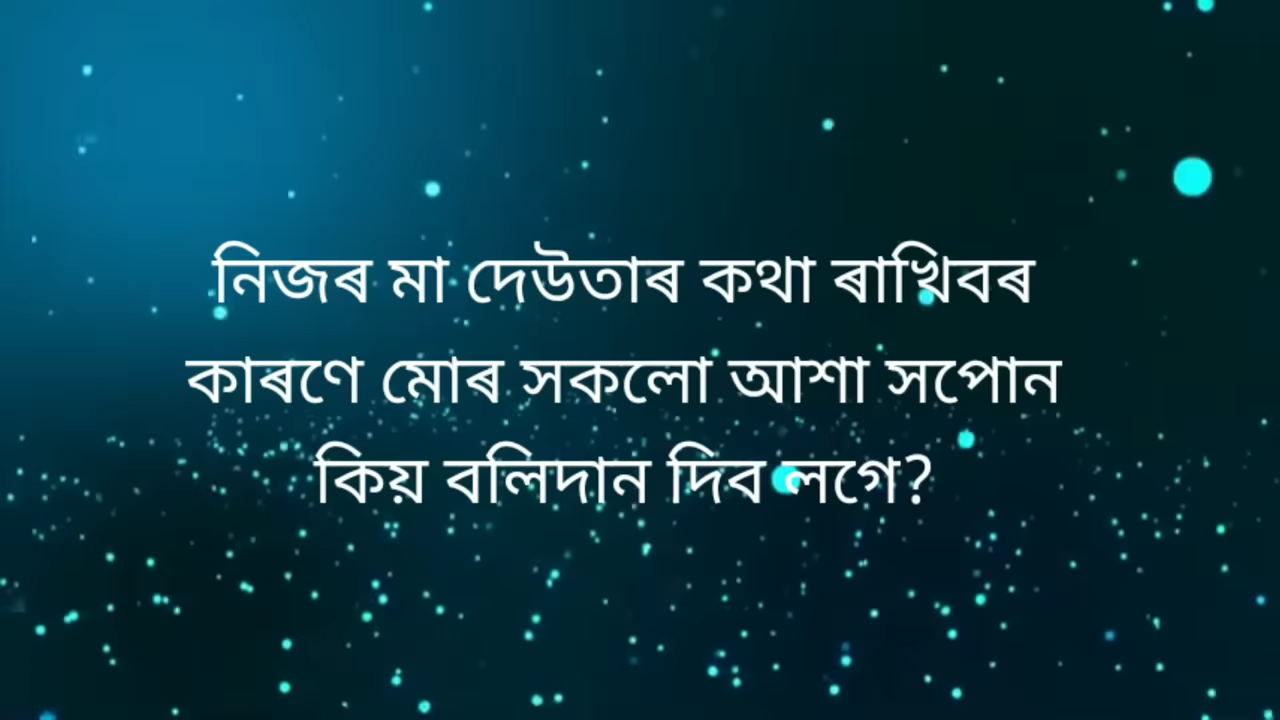 নিজৰ মা দেউতাৰ কথা ৰাখিবৰ
কাৰণে মোৰ সকলো আশা সপোন
কিয় বলিদান দিব লগে?